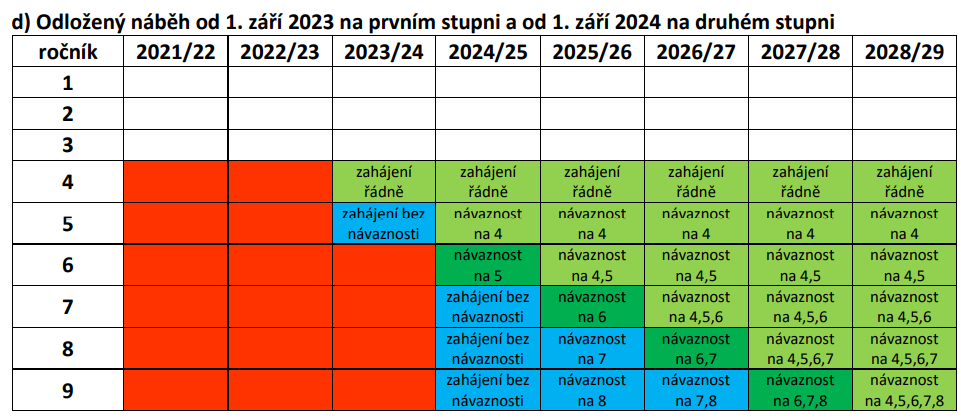 d) Odložený náběh od 1. září 2023 na prvním stupni a od 1. září 2024 na druhém stupni
ročník 2021/22 2022/23 2023/24 2024/25 2025/26 2026/27 2027/28 2028/29
1
2
3
4 zahájení řádně zahájení řádně zahájení řádně zahájení řádně zahájení řádně zahájení řádně
5 zahájení bez návaznosti návaznost na 4 návaznost na 4 návaznost na 4 návaznost na 4 návaznost na 4
6 návaznost na 5 návaznost na 4,5 návaznost na 4,5 návaznost na 4,5 návaznost na 4,5
7 zahájení bez návaznosti návaznost na 6 návaznost na 4,5,6 návaznost na 4,5,6 návaznost na 4,5,6
8 zahájení bez návaznosti návaznost na 7 návaznost na 6,7 návaznost na 4,5,6,7 návaznost na 4,5,6,7
9 zahájení bez návaznosti návaznost na 8 návaznost na 7,8 návaznost na 6,7,8 návaznost na 4,5,6,7,8